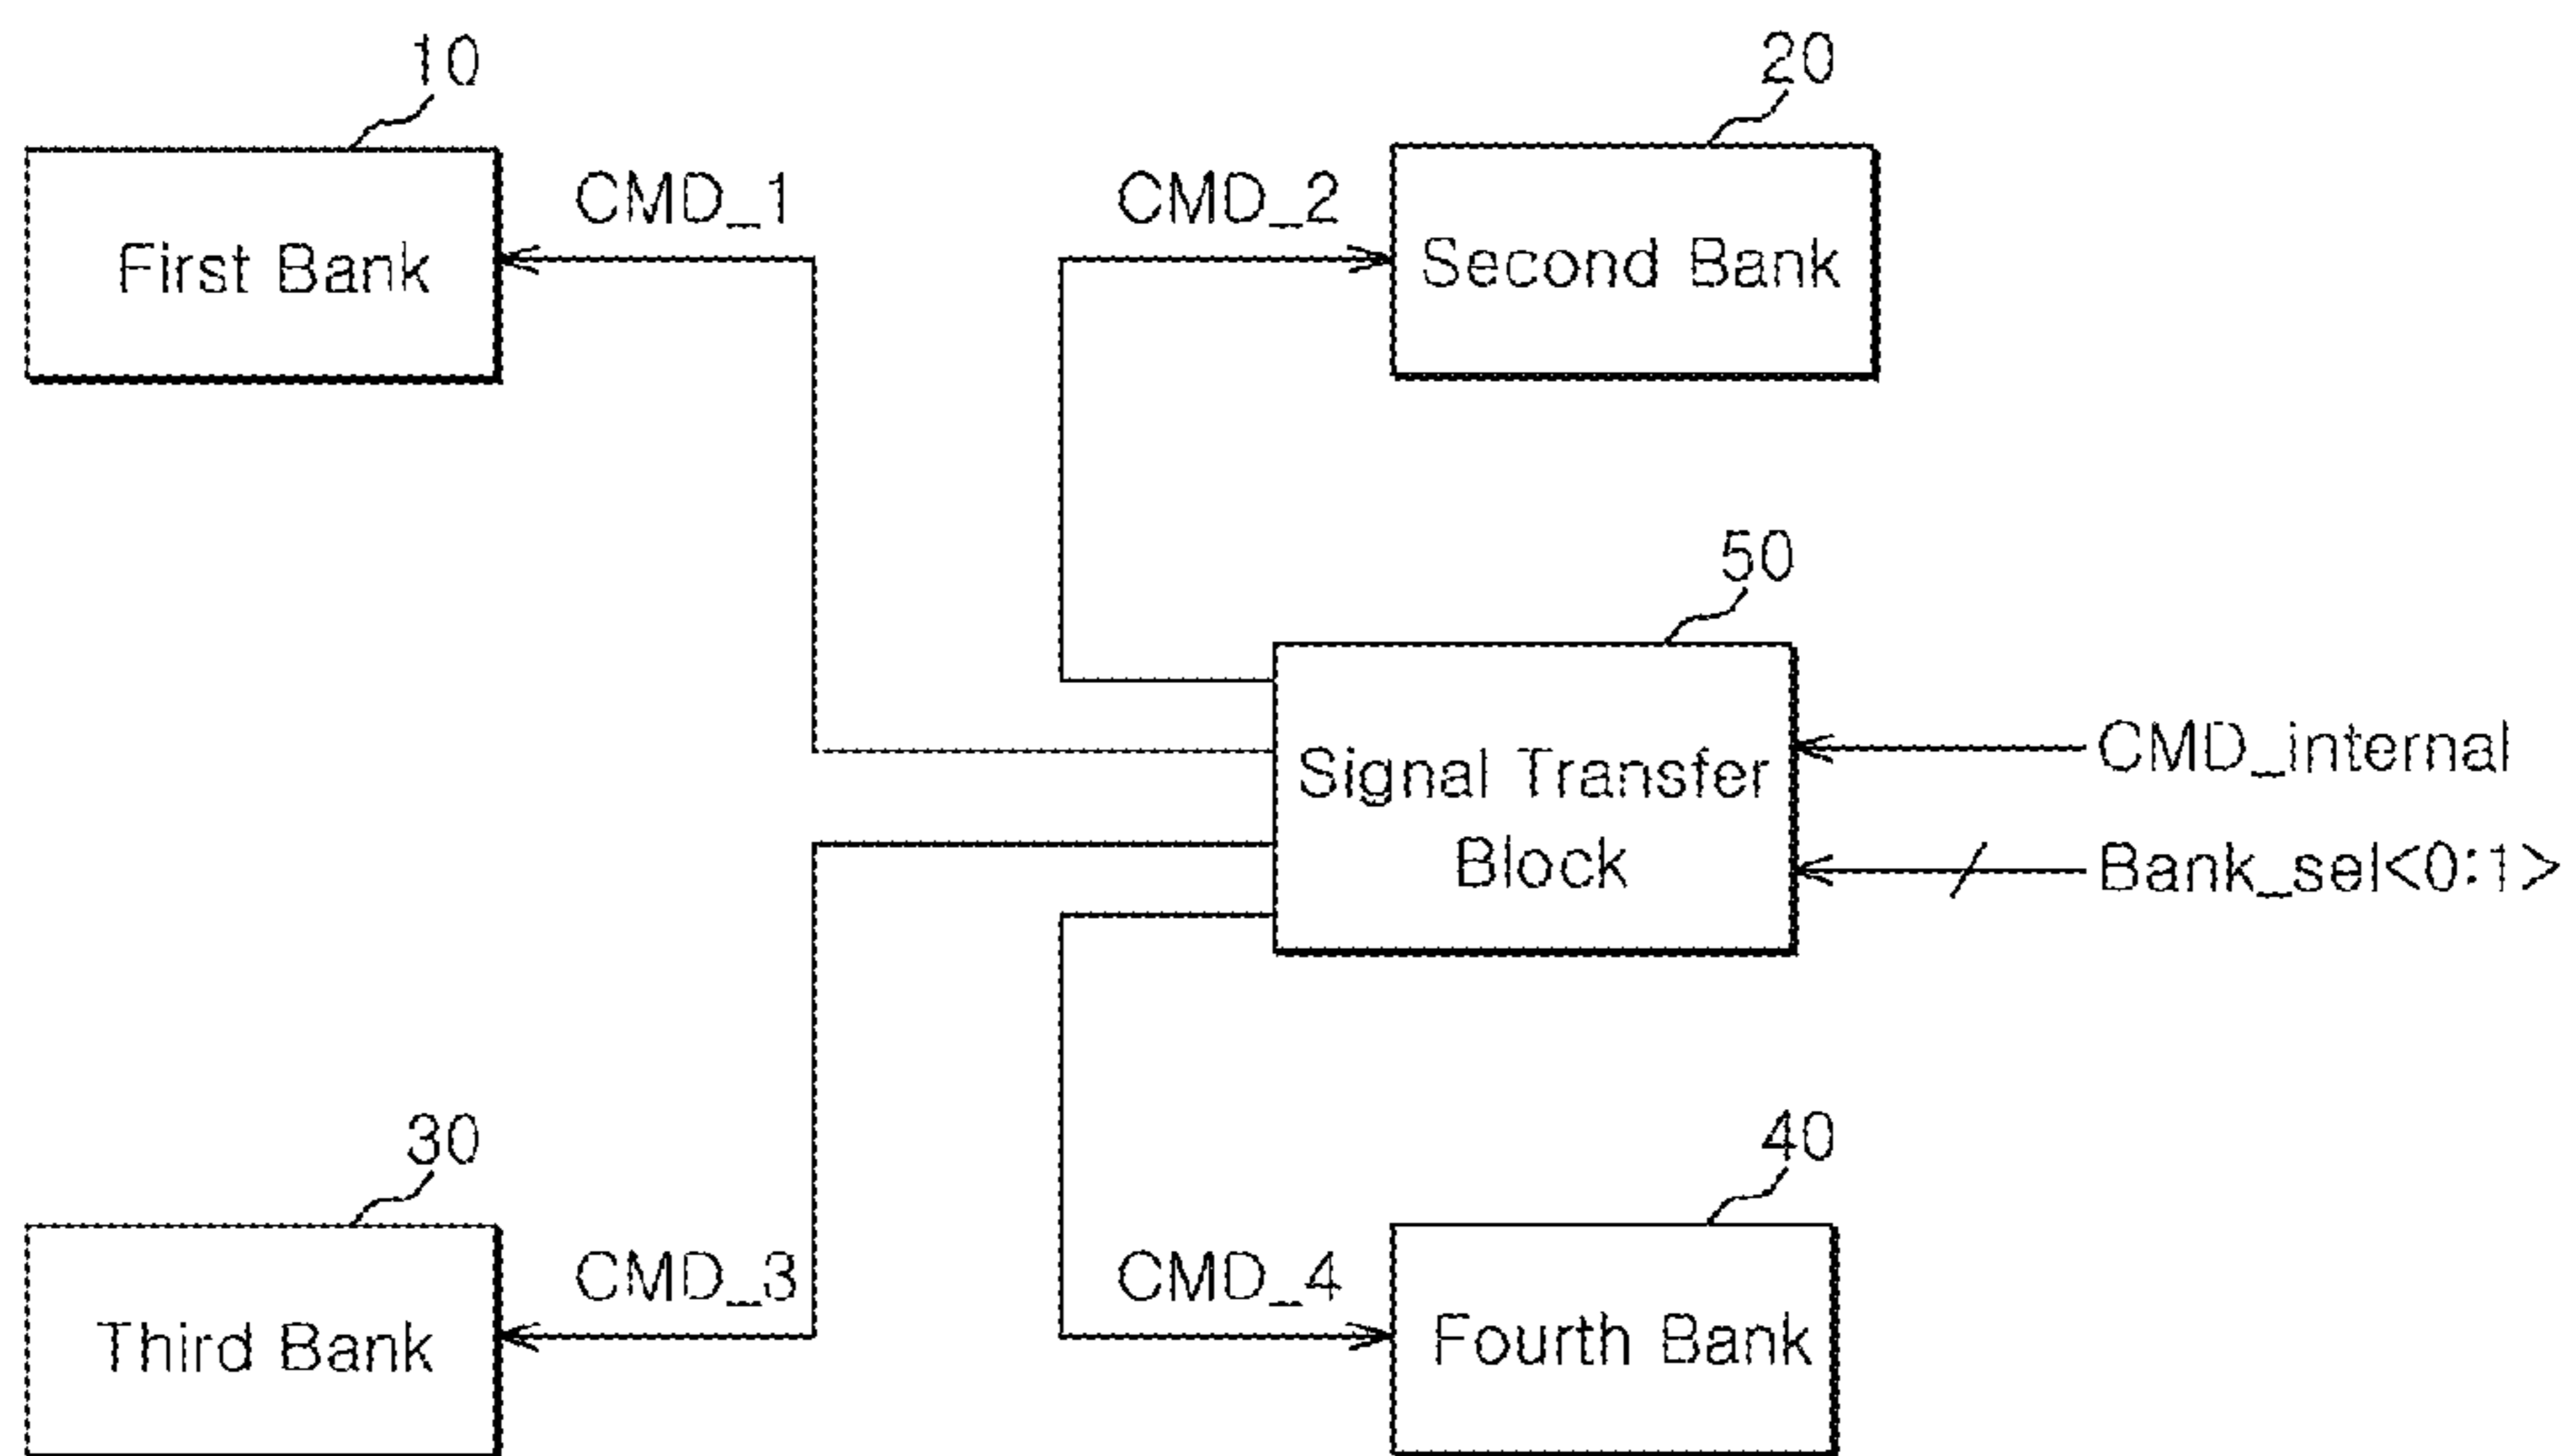 10
20
CMD_1
CMD_2
First Bank
Second Bank
50
CMD_internal
Signal Transfer
Block
Bank_sel<0:1>
30
40
CMD_3
CMD_4
Third Bank
Fourth Bank